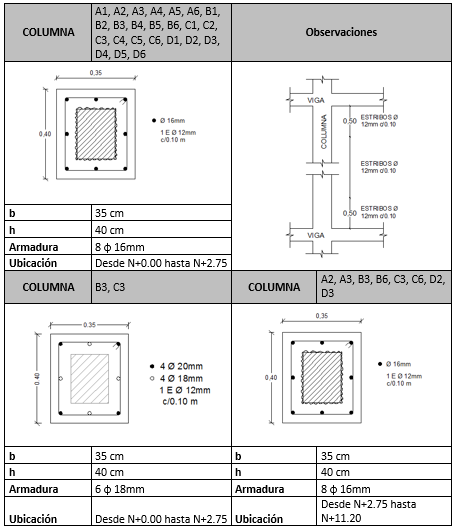 COLUMNA
A1, A2, A3, A4, A5, A6, B1,
B2, B3, B4, B5, B6, C1, C2,
C3, C4, C5, C6, D1, D2, D3,
D4, D5, D6
Observaciones
0,35
0,40
Ø 16mm
1 E Ø 12mm
c/0.10 m
VIGA
COLUMNA
0,50
ESTRIBOS Ø
12mm c/0.10
ESTRIBOS Ø
12mm c/0.10
0,50
ESTRIBOS Ø
12mm c/0.10
VIGA
b
35 cm
h
40 cm
Armadura
8 ϕ 16mm
Ubicación
Desde N+0.00 hasta N+2.75
COLUMNA
B3, C3
COLUMNA
A2, A3, B3, B6, C3, C6, D2,
D3
0,35
0,40
4 Ø 20mm
4 Ø 18mm
1 E Ø 12mm
c/0.10 m
0,35
0,40
Ø 16mm
1 E Ø 12mm
c/0.10 m
b
35 cm
b
35 cm
h
40 cm
h
40 cm
Armadura
6 ϕ 18mm
Armadura
8 ϕ 16mm
Ubicación
Desde N+0.00 hasta N+2.75
Ubicación
Desde N+2.75 hasta
N+11.20